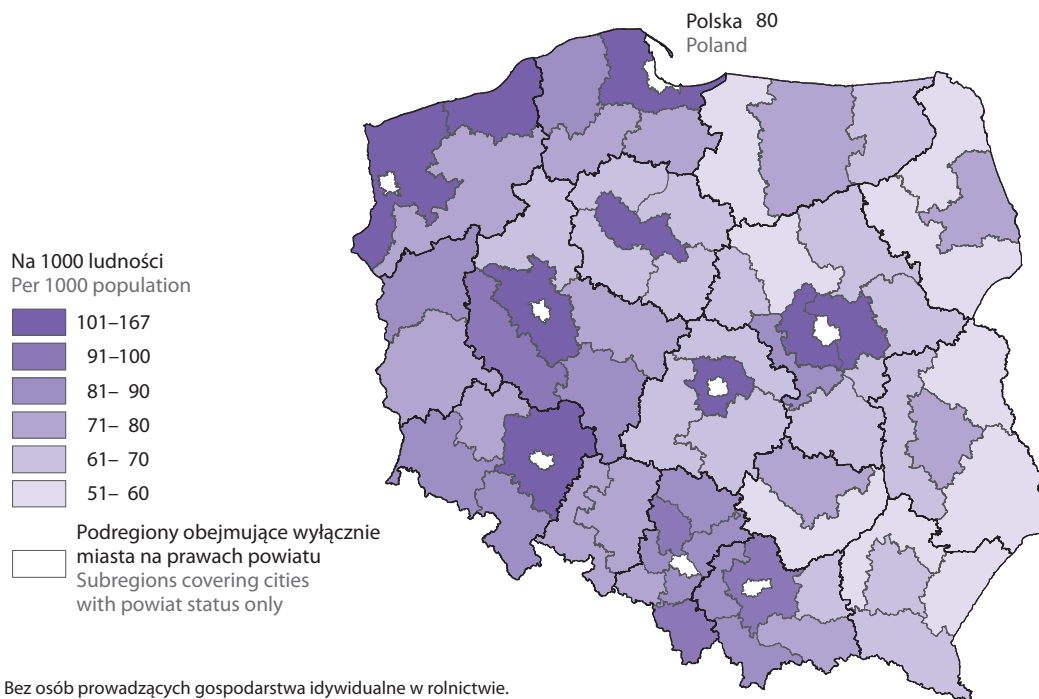 Polska 80
Poland
Na 1000 ludności
Per 1000 population
101–167
91–100
81– 90
71– 80
61– 70
51– 60
Podregiony obejmujące wyłącznie
miasta na prawach powiatu
Subregions covering cities
with powiat status only
Bez osób prowadzących gospodarstwa idywidualne w rolnictwie.